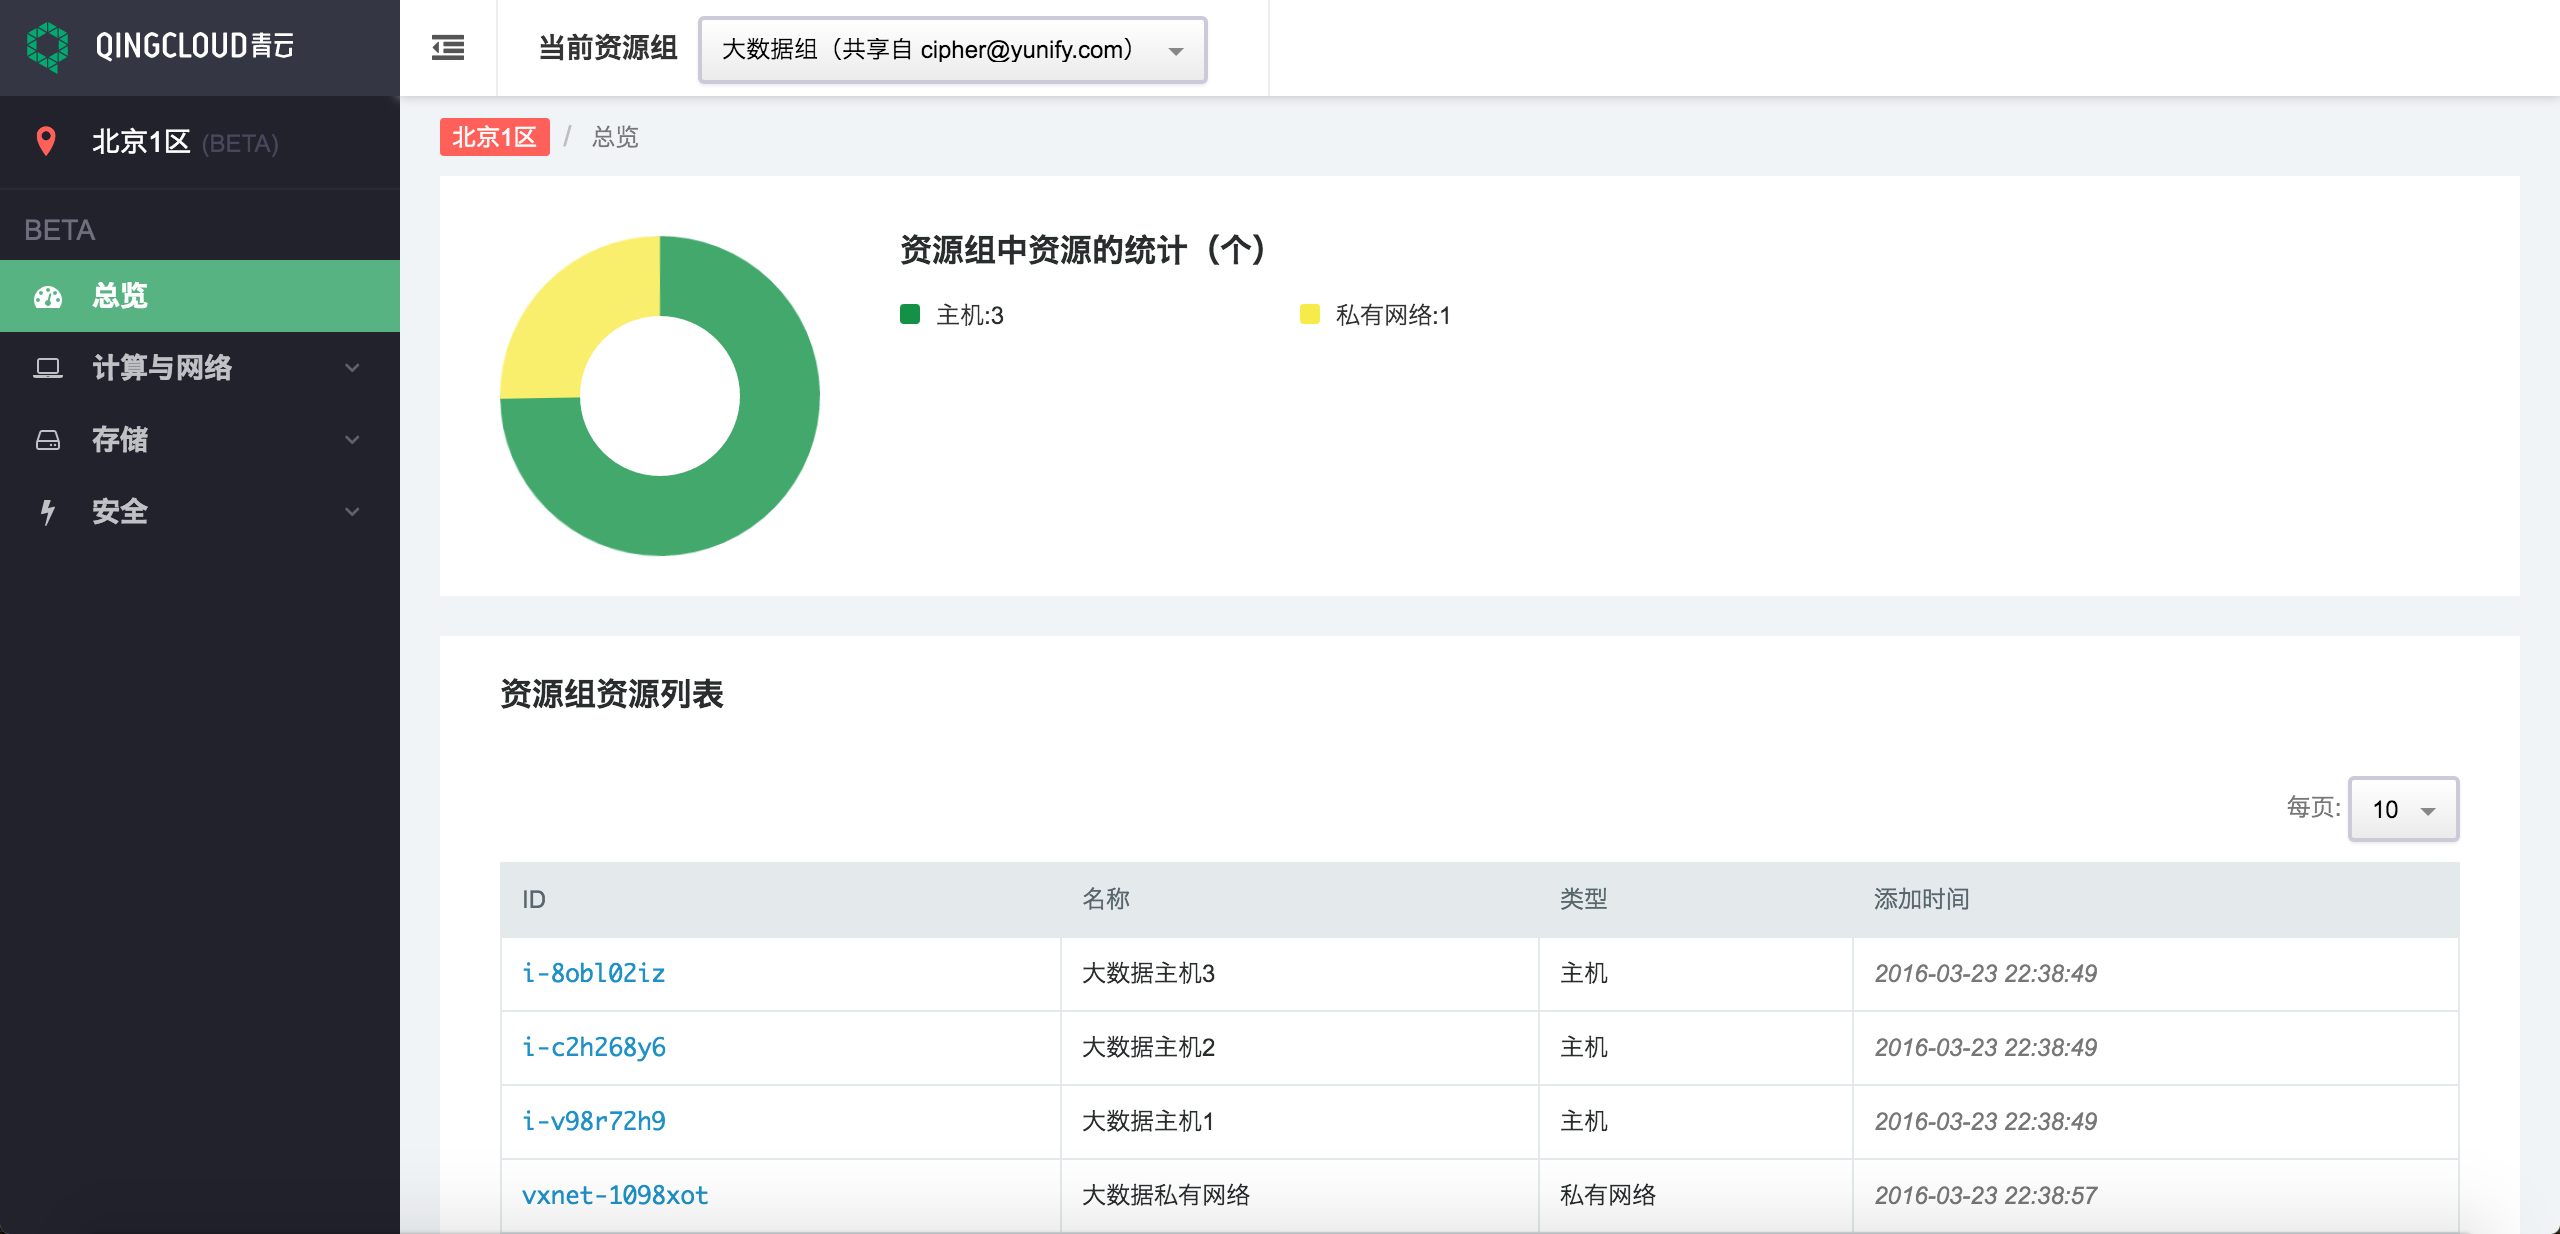 QINGCLOUD青云
当前资源组
大数据组（共享自 cipher@yunify.com）
北京1区 (BETA)
北京1区 / 总览
BETA
总览
计算与网络
存储
安全
资源组中资源的统计（个）
主机:3
私有网络:1
资源组资源列表
每页: 10
ID 名称 类型 添加时间
i-8obl02iz 大数据主机3 主机 2016-03-23 22:38:49
i-c2h268y6 大数据主机2 主机 2016-03-23 22:38:49
i-v98r72h9 大数据主机1 主机 2016-03-23 22:38:49
vxnet-1098xot 大数据私有网络 私有网络 2016-03-23 22:38:57